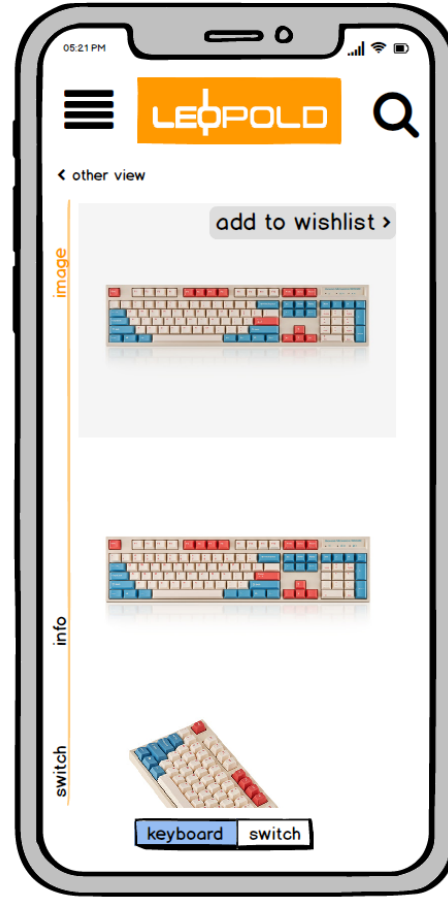 05:21 PM
LEOPOLD
other view
add to wishlist
image
info
switch
keyboard
switch